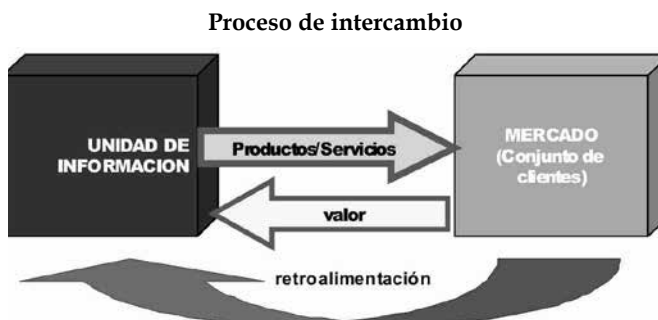 Proceso de intercambio
UNIDAD DE
INFORMACION
Productos/Servicios
MERCADO
(Conjunto de
clientes)
valor
retroalimentación